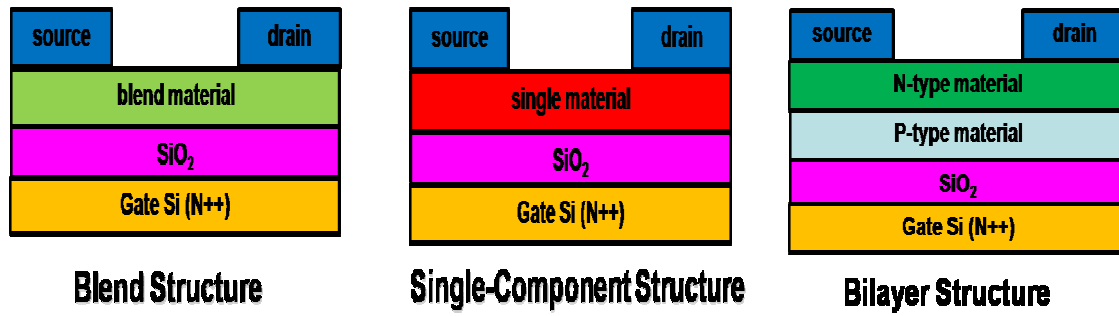 source drain
blend material
SiO₂
Gate Si (N++)
Blend Structure
source drain
single material
SiO₂
Gate Si (N++)
Single-Component Structure
source drain
N-type material
P-type material
SiO₂
Gate Si (N++)
Bilayer Structure